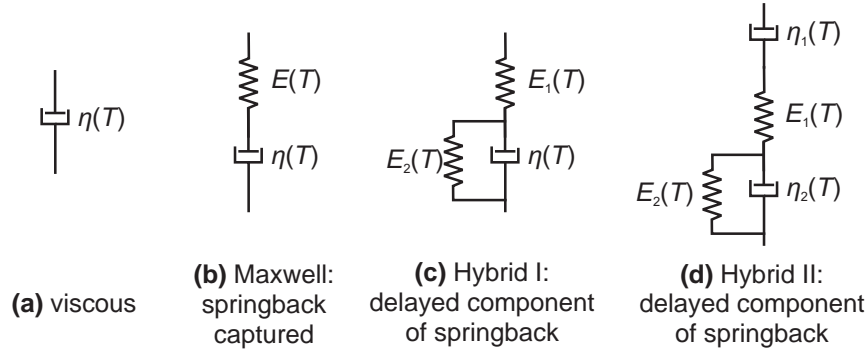 η(T)
(a) viscous
E(T)
η(T)
(b) Maxwell:
springback
captured
E₁(T)
E₂(T) η(T)
(c) Hybrid I:
delayed component
of springback
η₁(T)
E₁(T)
E₂(T) η₂(T)
(d) Hybrid II:
delayed component
of springback